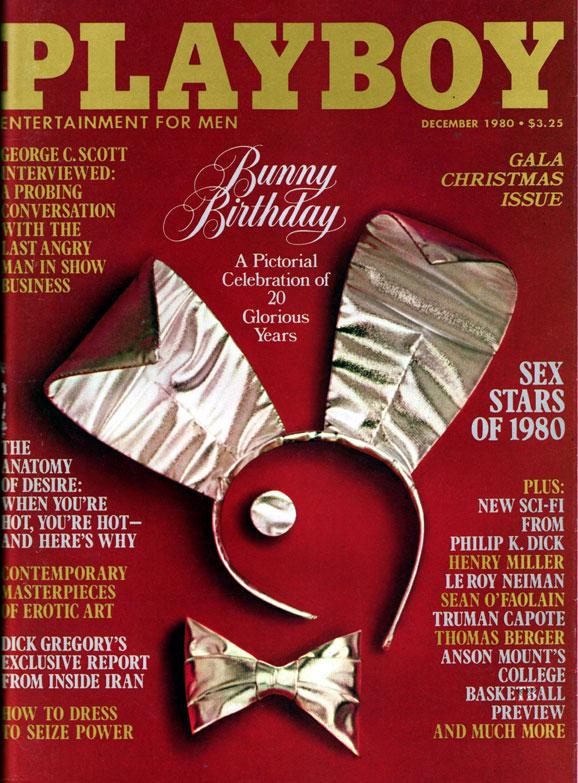 PLAYBOY
ENTERTAINMENT FOR MEN
DECEMBER 1980 • $3.25
GEORGE C. SCOTT
INTERVIEWED:
A PROBING
CONVERSATION
WITH THE
LAST ANGRY
MAN IN SHOW
BUSINESS
Bunny
Birthday
A Pictorial
Celebration of
20
Glorious
Years
GALA
CHRISTMAS
ISSUE
SEX
STARS
OF 1980
THE
ANATOMY
OF DESIRE:
WHEN YOU'RE
HOT, YOU'RE HOT—
AND HERE'S WHY
CONTEMPORARY
MASTERPIECES
OF EROTIC ART
DICK GREGORY'S
EXCLUSIVE REPORT
FROM INSIDE IRAN
HOW TO DRESS
TO SEIZE POWER
PLUS:
NEW SCI-FI
FROM
PHILIP K. DICK
HENRY MILLER
LE ROY NEIMAN
SEAN O'FAOLAIN
TRUMAN CAPOTE
THOMAS BERGER
ANSON MOUNT'S
COLLEGE
BASKETBALL
PREVIEW
AND MUCH MORE